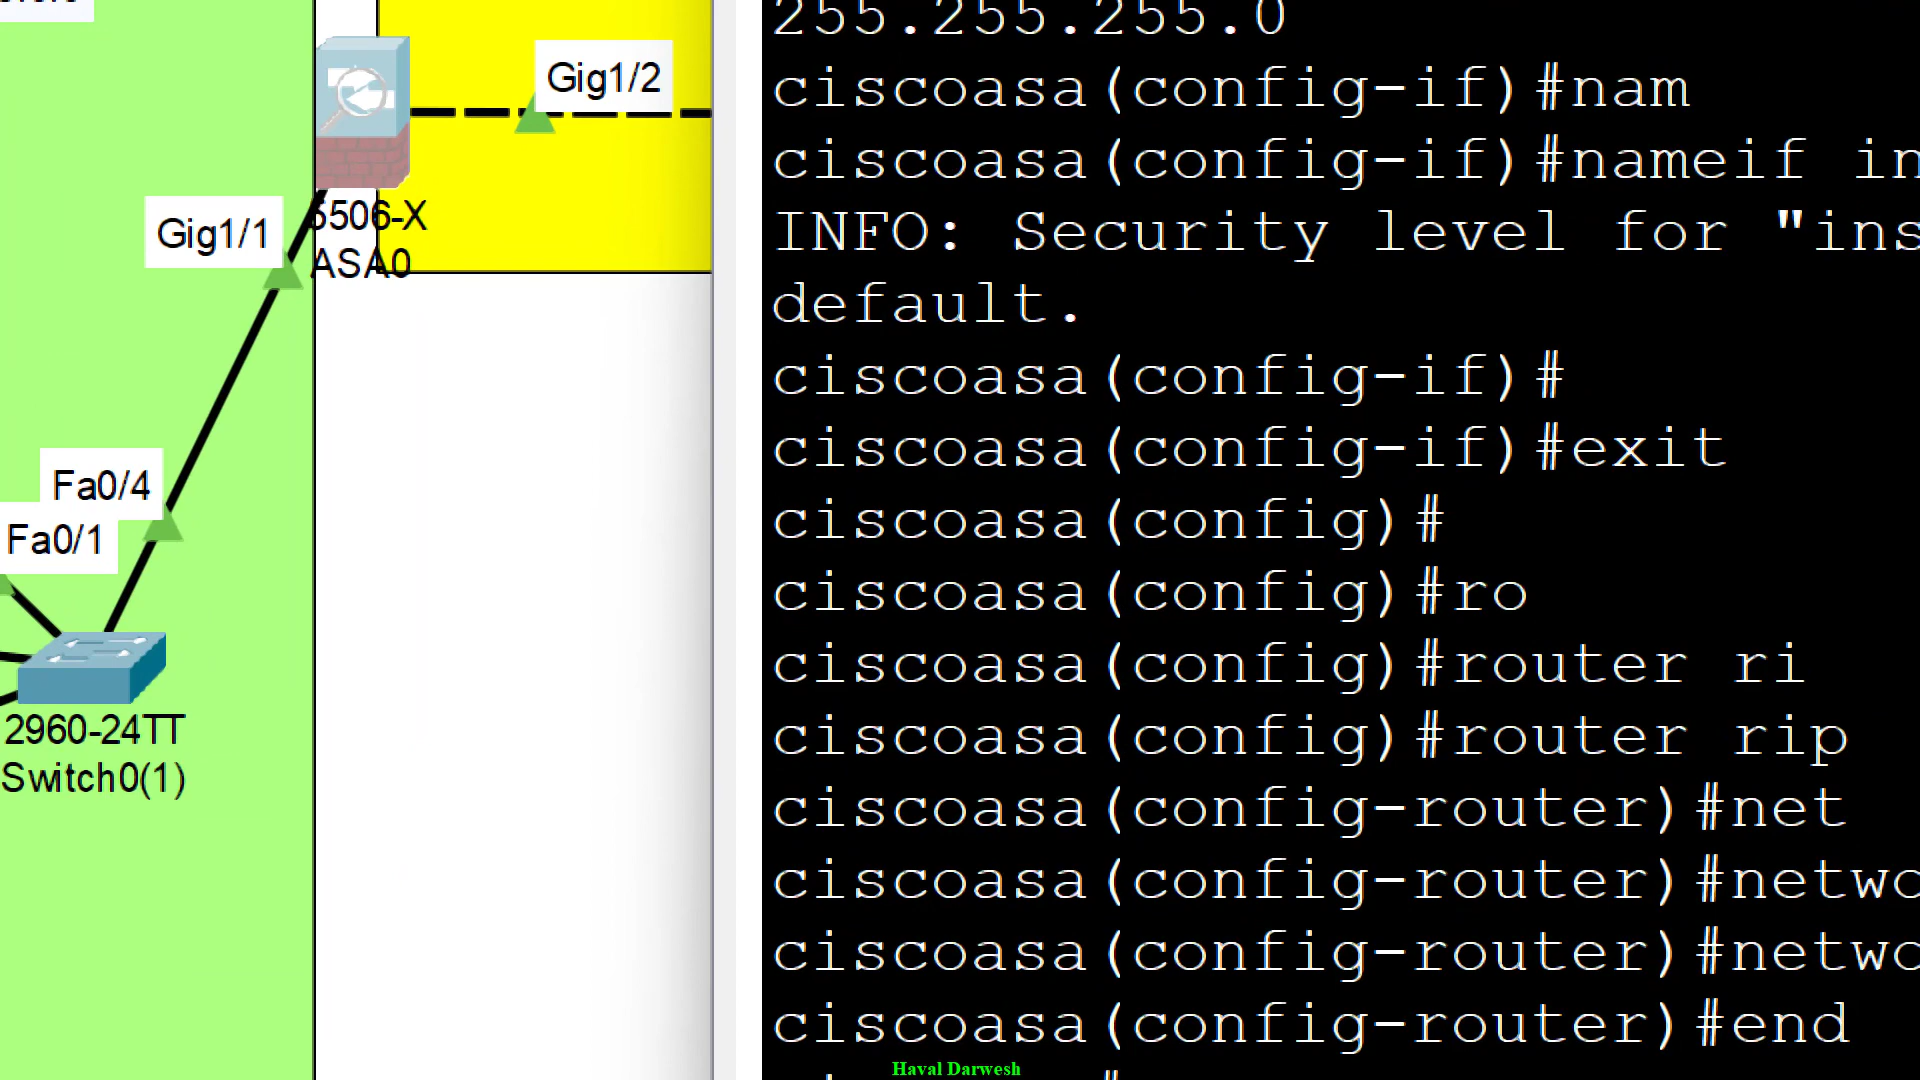 Gig1/2
Gig1/1
5506-X
ASA0
Fa0/4
Fa0/1
2960-24TT
Switch0(1)
255.255.255.0
ciscoasa(config-if)#nam
ciscoasa(config-if)#nameif in
INFO: Security level for "ins
default.
ciscoasa(config-if)#
ciscoasa(config-if)#exit
ciscoasa(config)#
ciscoasa(config)#ro
ciscoasa(config)#router ri
ciscoasa(config)#router rip
ciscoasa(config-router)#net
ciscoasa(config-router)#netwo
ciscoasa(config-router)#netwo
ciscoasa(config-router)#end
Haval Darwesh